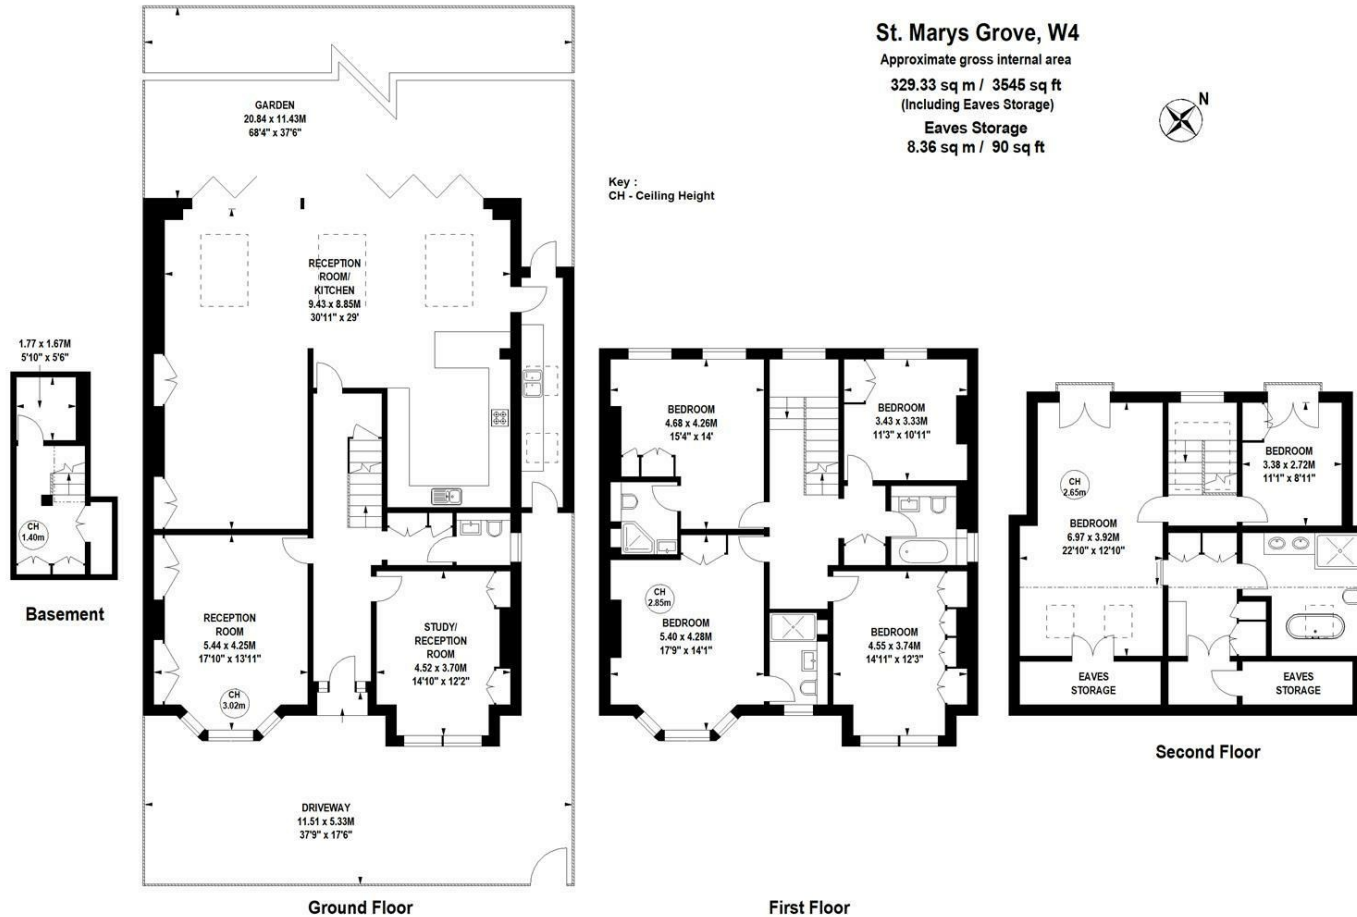 St. Marys Grove, W4
Approximate gross internal area
329.33 sq m / 3545 sq ft
(Including Eaves Storage)
Eaves Storage
8.36 sq m / 90 sq ft
N
Key :
CH - Ceiling Height
GARDEN
20.84 x 11.43M
68'4" x 37'6"
RECEPTION
ROOM/
KITCHEN
9.43 x 8.85M
30'11" x 29'
RECEPTION
ROOM
5.44 x 4.25M
17'10" x 13'11"
CH
3.02m
STUDY/
RECEPTION
ROOM
4.52 x 3.70M
14'10" x 12'2"
DRIVEWAY
11.51 x 5.33M
37'9" x 17'6"
Ground Floor
1.77 x 1.67M
5'10" x 5'6"
CH
1.40m
Basement
BEDROOM
4.68 x 4.26M
15'4" x 14'
BEDROOM
3.43 x 3.33M
11'3" x 10'11"
CH
2.85m
BEDROOM
5.40 x 4.28M
17'9" x 14'1"
BEDROOM
4.55 x 3.74M
14'11" x 12'3"
First Floor
CH
2.65m
BEDROOM
6.97 x 3.92M
22'10" x 12'10"
BEDROOM
3.38 x 2.72M
11'1" x 8'11"
EAVES
STORAGE
EAVES
STORAGE
Second Floor